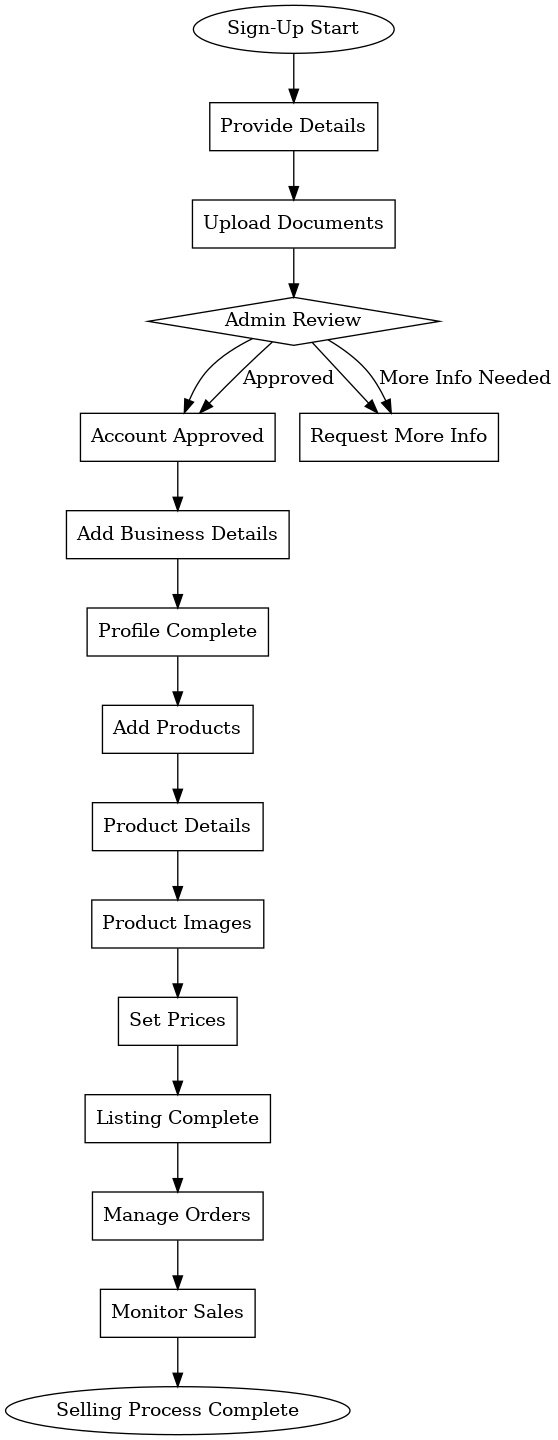 Sign-Up Start
Provide Details
Upload Documents
Admin Review
Approved
More Info Needed
Account Approved
Request More Info
Add Business Details
Profile Complete
Add Products
Product Details
Product Images
Set Prices
Listing Complete
Manage Orders
Monitor Sales
Selling Process Complete